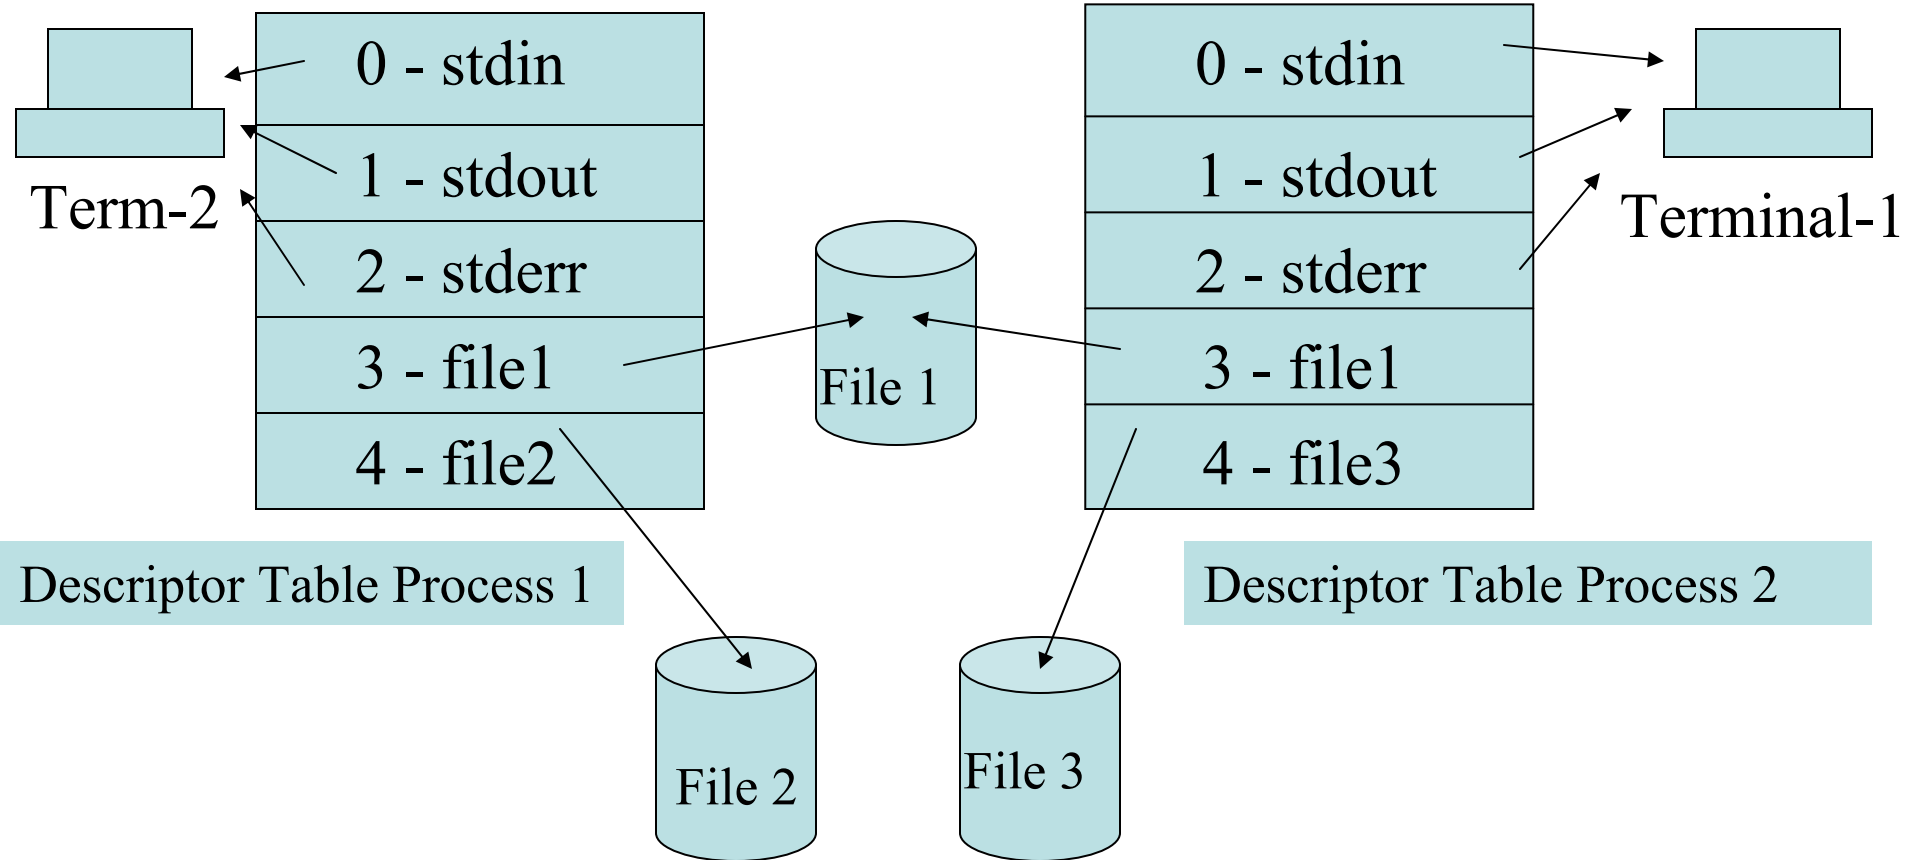 0 - stdin
1 - stdout
2 - stderr
3 - file1
4 - file2
Term-2
Descriptor Table Process 1
File 1
File 2
File 3
0 - stdin
1 - stdout
2 - stderr
3 - file1
4 - file3
Terminal-1
Descriptor Table Process 2